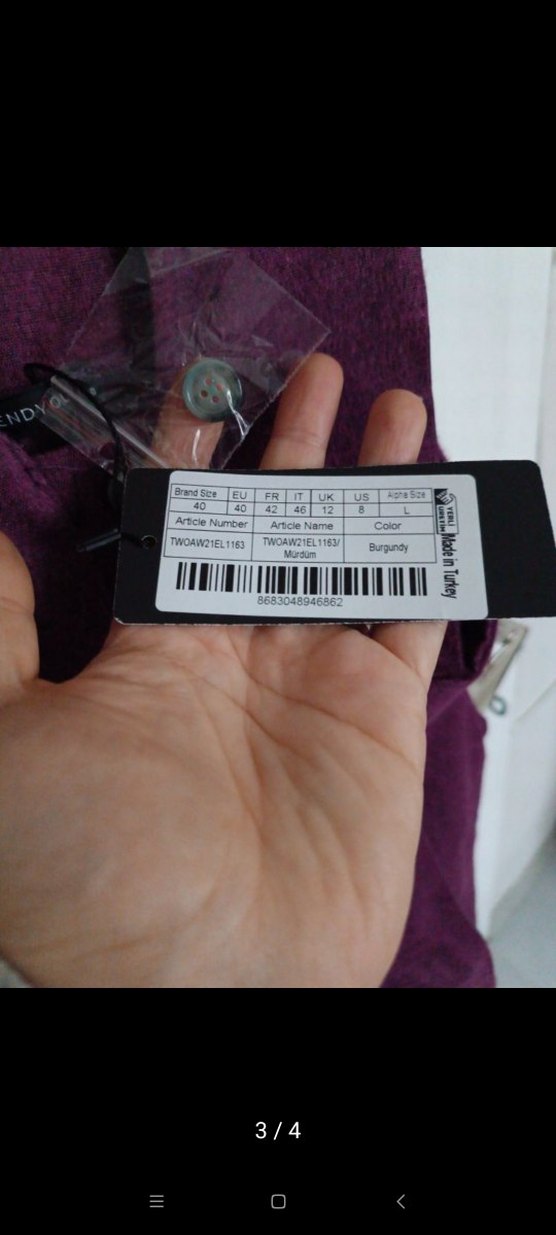 Brand Size EU FR IT UK US Alpha Size
40 40 42 46 12 8 L
Article Number Article Name Color
TWOAW21EL1163 TWOAW21EL1163/ Burgundy
Mürdüm
8683048946862
YERLİ
ÜRETİM
Made in Turkey
3 / 4